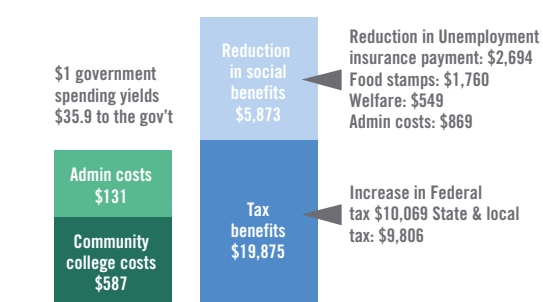 $1 government
spending yields
$35.9 to the gov’t
Admin costs
$131
Community
college costs
$587
Reduction
in social
benefits
$5,873
Tax
benefits
$19,875
Reduction in Unemployment
insurance payment: $2,694
Food stamps: $1,760
Welfare: $549
Admin costs: $869
Increase in Federal
tax $10,069 State & local
tax: $9,806